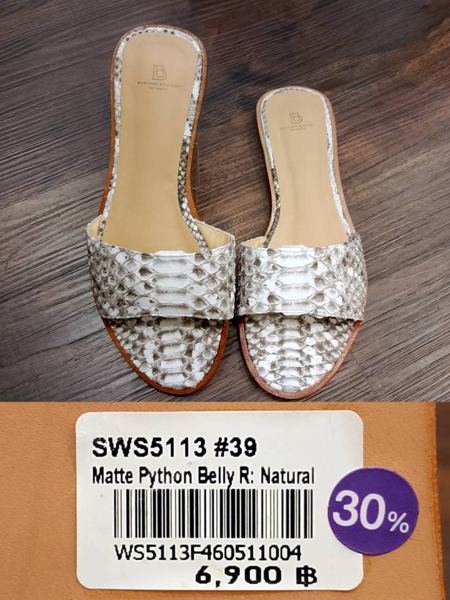 B
B
SWS5113 #39
Matte Python Belly R: Natural
WS5113F460511004
6,900 ฿
30%